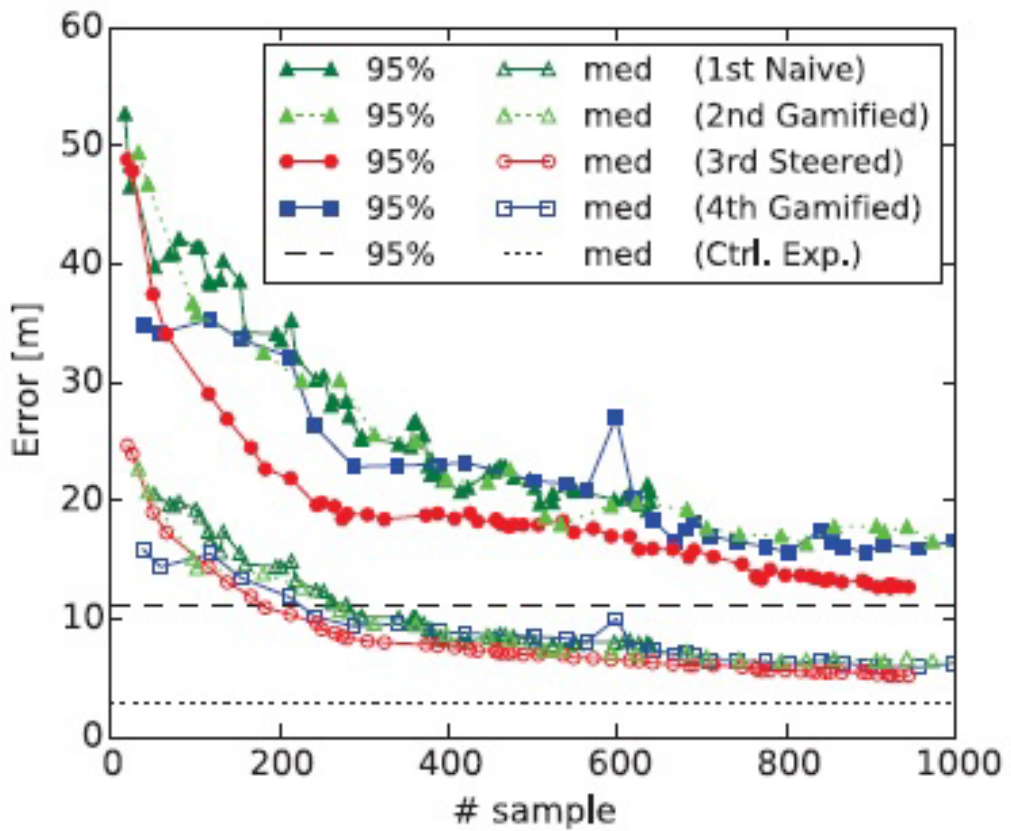 60
50
40
30
20
10
0
Error [m]
95% med (1st Naive)
95% med (2nd Gamified)
95% med (3rd Steered)
95% med (4th Gamified)
95% med (Ctrl. Exp.)
0 200 400 600 800 1000
# sample